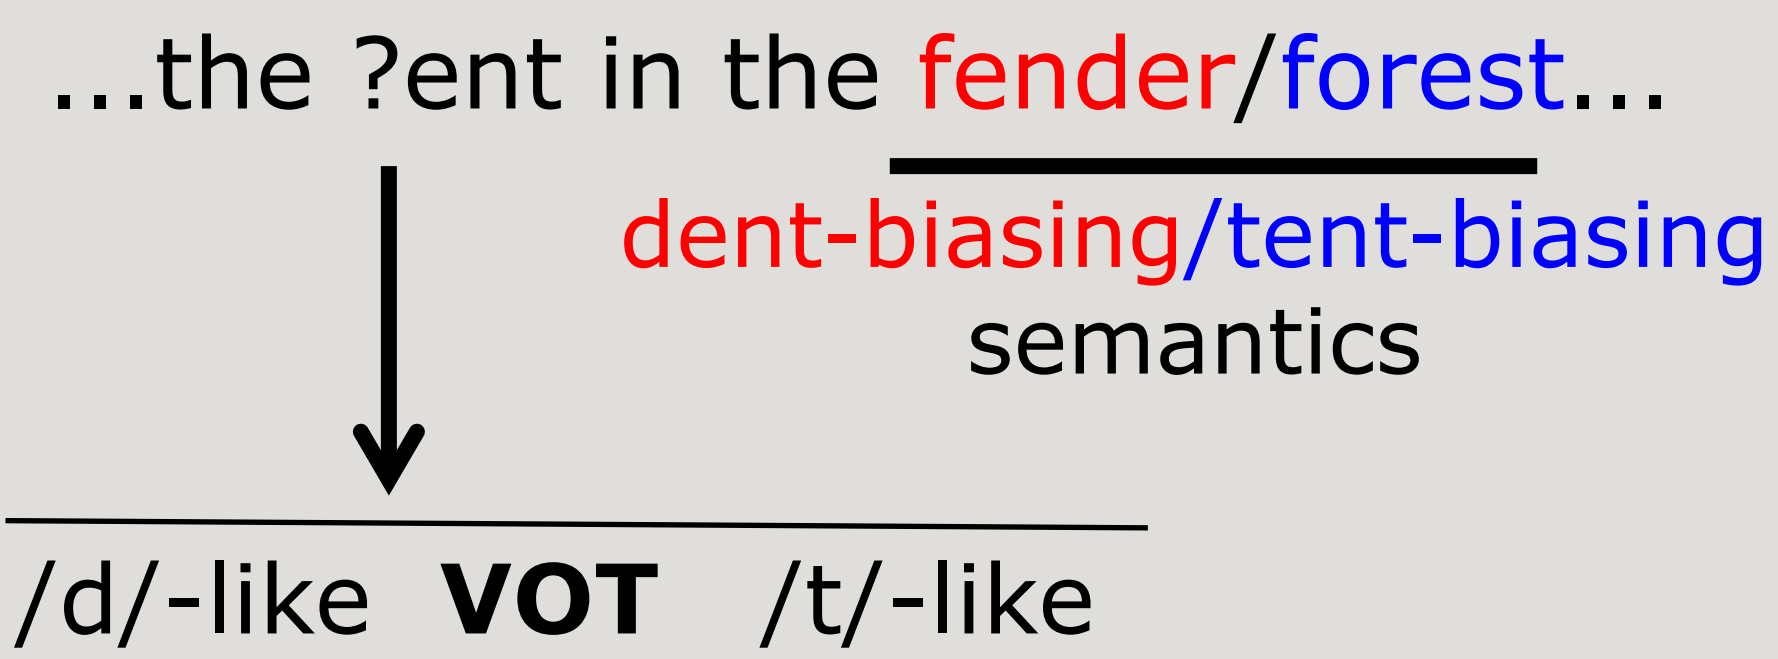 ...the ?ent in the fender/forest...
dent-biasing/tent-biasing
semantics
/d/-like VOT /t/-like